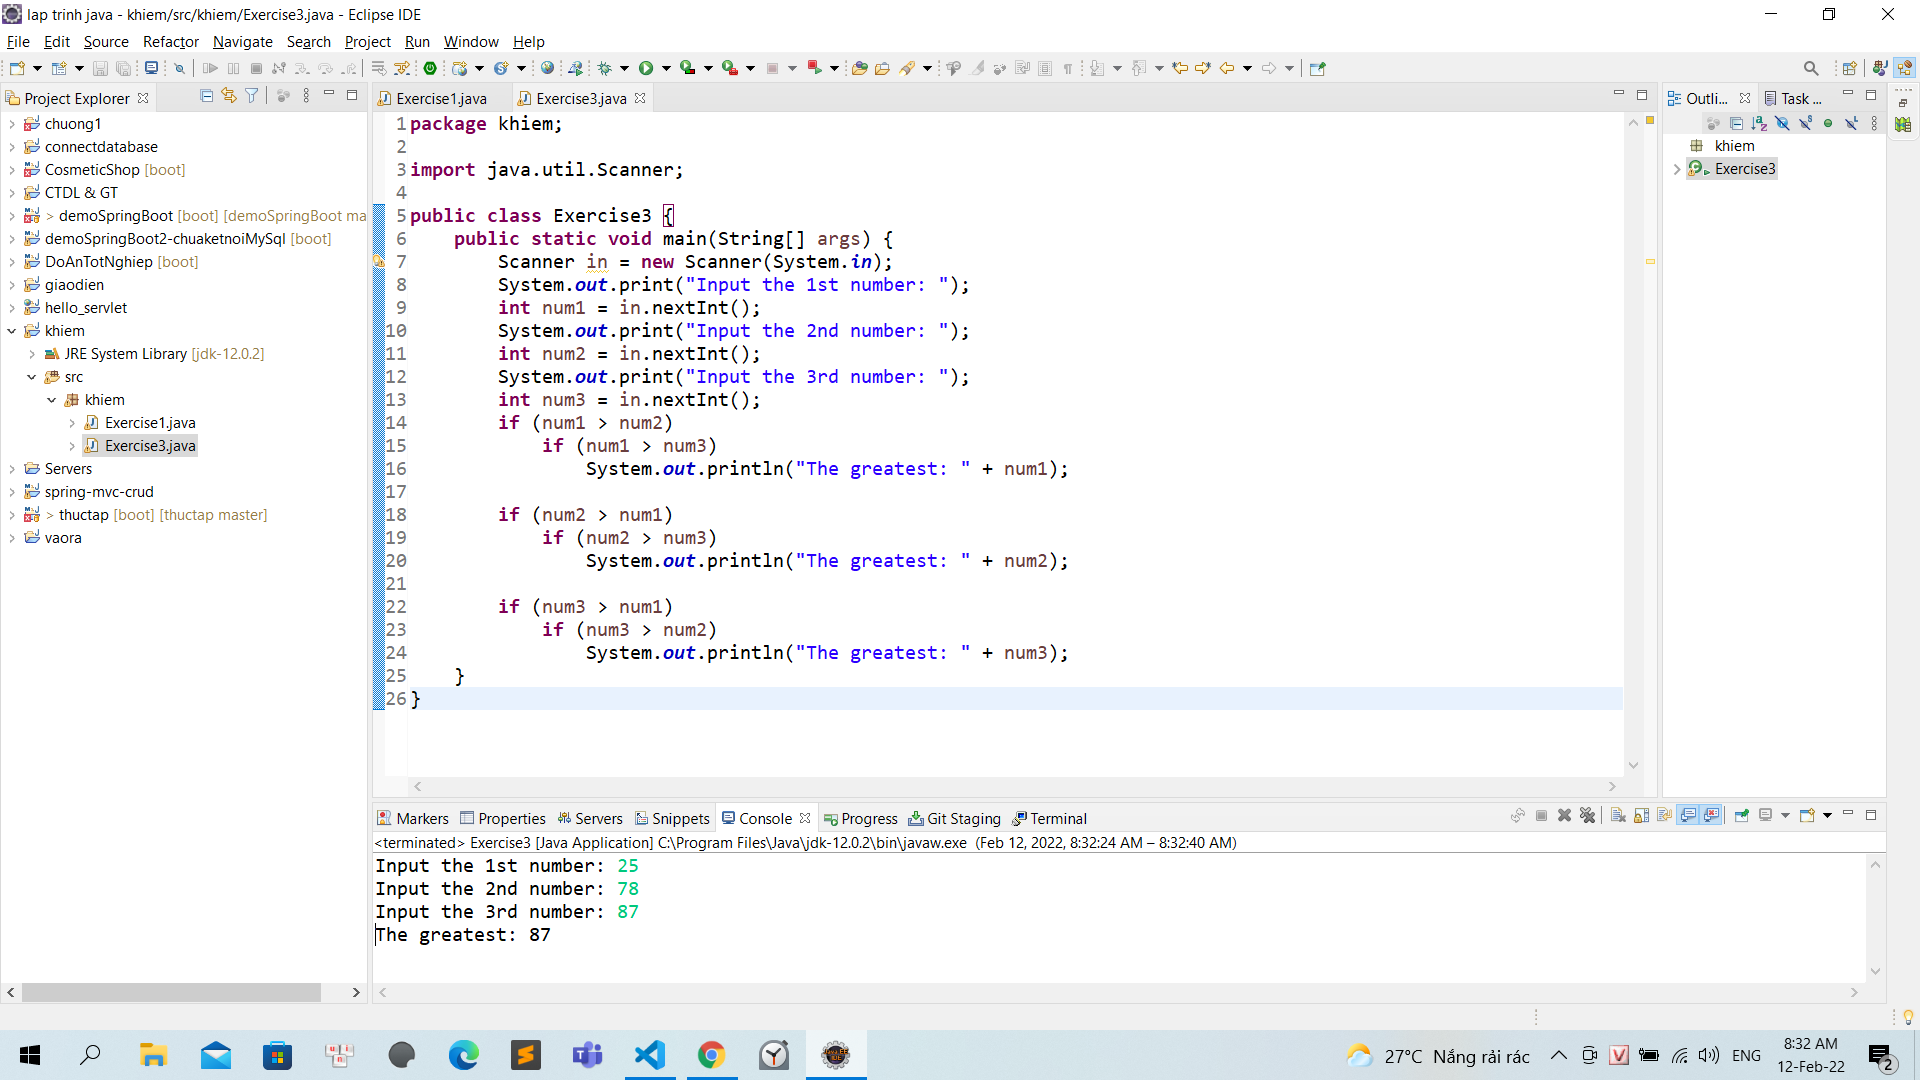 lap trinh java - khiem/src/khiem/Exercise3.java - Eclipse IDE
File Edit Source Refactor Navigate Search Project Run Window Help
Project Explorer
chuong1
connectdatabase
CosmeticShop [boot]
CTDL & GT
> demoSpringBoot [boot] [demoSpringBoot ma
demoSpringBoot2-chuaketnoiMySql [boot]
DoAnTotNghiep [boot]
giaodien
hello_servlet
khiem
JRE System Library [jdk-12.0.2]
src
khiem
Exercise1.java
Exercise3.java
Servers
spring-mvc-crud
> thuctap [boot] [thuctap master]
vaora
Exercise1.java Exercise3.java
1 package khiem;
2
3 import java.util.Scanner;
4
5 public class Exercise3 {
6 public static void main(String[] args) {
7 Scanner in = new Scanner(System.in);
8 System.out.print("Input the 1st number: ");
9 int num1 = in.nextInt();
10 System.out.print("Input the 2nd number: ");
11 int num2 = in.nextInt();
12 System.out.print("Input the 3rd number: ");
13 int num3 = in.nextInt();
14 if (num1 > num2)
15 if (num1 > num3)
16 System.out.println("The greatest: " + num1);
17
18 if (num2 > num1)
19 if (num2 > num3)
20 System.out.println("The greatest: " + num2);
21
22 if (num3 > num1)
23 if (num3 > num2)
24 System.out.println("The greatest: " + num3);
25 }
26 }
Outli... Task ...
khiem
Exercise3
Markers Properties Servers Snippets Console Progress Git Staging Terminal
<terminated> Exercise3 [Java Application] C:\Program Files\Java\jdk-12.0.2\bin\javaw.exe (Feb 12, 2022, 8:32:24 AM – 8:32:40 AM)
Input the 1st number: 25
Input the 2nd number: 78
Input the 3rd number: 87
The greatest: 87
27°C Nắng rải rác ENG
8:32 AM
12-Feb-22
2